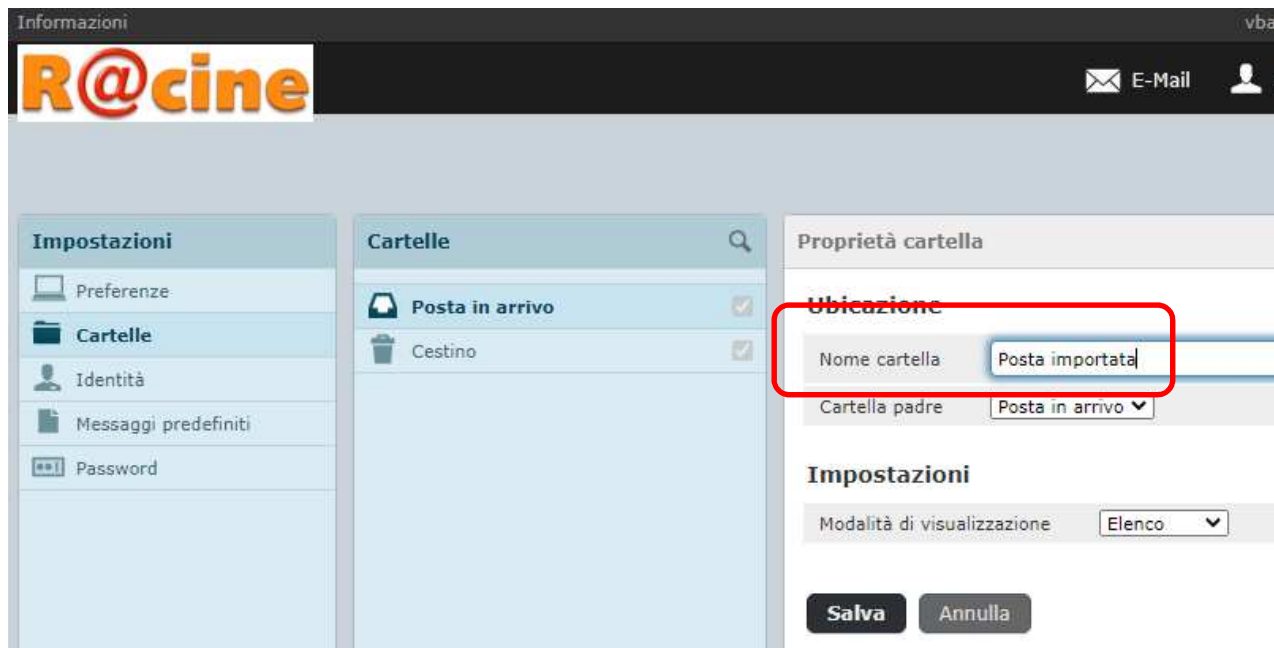 Informazioni
vba
R@cine
E-Mail
Impostazioni
Preferenze
Cartelle
Identità
Messaggi predefiniti
Password
Cartelle
Posta in arrivo
Cestino
Proprietà cartella
Ubicazione
Nome cartella Posta importata
Cartella padre Posta in arrivo
Impostazioni
Modalità di visualizzazione Elenco
Salva Annulla